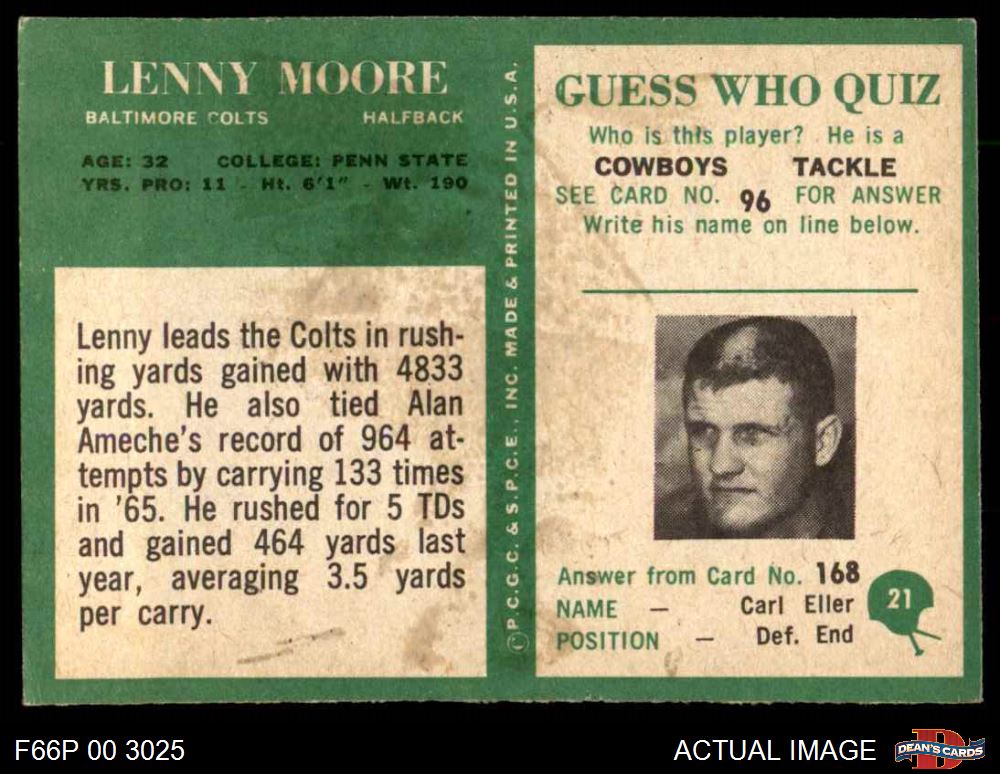 LENNY MOORE
BALTIMORE COLTS HALFBACK
AGE: 32 COLLEGE: PENN STATE
YRS. PRO: 11 - Ht. 6'1" - Wt. 190
Lenny leads the Colts in rush-
ing yards gained with 4833
yards. He also tied Alan
Ameche's record of 964 at-
tempts by carrying 133 times
in '65. He rushed for 5 TDs
and gained 464 yards last
year, averaging 3.5 yards
per carry.
© P.C.G.C. & S.P.C.E., INC. MADE & PRINTED IN U.S.A.
GUESS WHO QUIZ
Who is this player? He is a
COWBOYS TACKLE
SEE CARD NO. 96 FOR ANSWER
Write his name on line below.
Answer from Card No. 168
NAME — Carl Eller
POSITION — Def. End
21
F66P 00 3025
ACTUAL IMAGE
D
DEAN'S CARDS